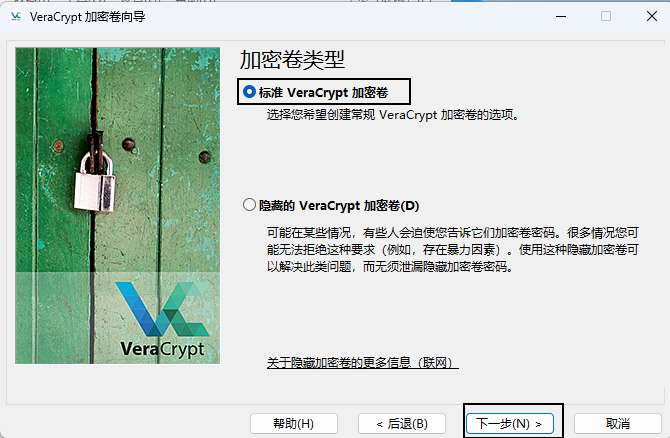 VeraCrypt 加密卷向导
加密卷类型
标准 VeraCrypt 加密卷
选择您希望创建常规 VeraCrypt 加密卷的选项。
隐藏的 VeraCrypt 加密卷(D)
可能在某些情况，有些人会迫使您告诉它们加密卷密码。很多情况您可
能无法拒绝这种要求（例如，存在暴力因素）。使用这种隐藏加密卷可
以解决此类问题，而无须泄漏隐藏加密卷密码。
VeraCrypt
关于隐藏加密卷的更多信息（联网）
帮助(H)
< 后退(B)
下一步(N) >
取消